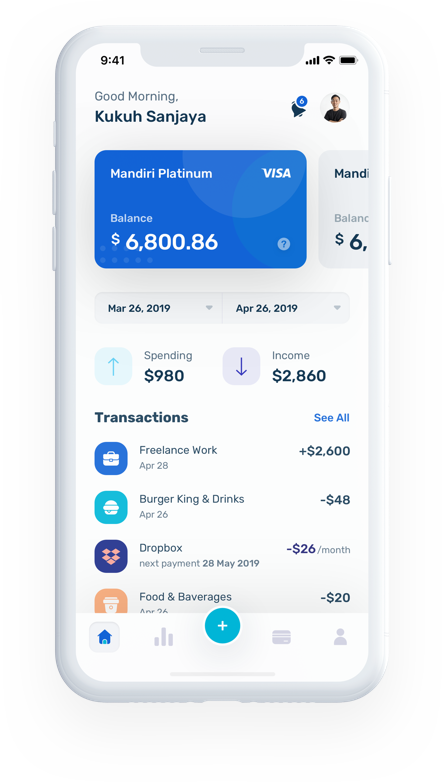 9:41
Good Morning,
Kukuh Sanjaya
6
Mandiri Platinum
VISA
Balance
$ 6,800.86
?
Mandi
Balanc
$ 6,
Mar 26, 2019
Apr 26, 2019
Spending
$980
Income
$2,860
Transactions
See All
Freelance Work
+$2,600
Apr 28
Burger King & Drinks
-$48
Apr 26
Dropbox
-$26/month
next payment 28 May 2019
Food & Baverages
-$20
Apr 26
+